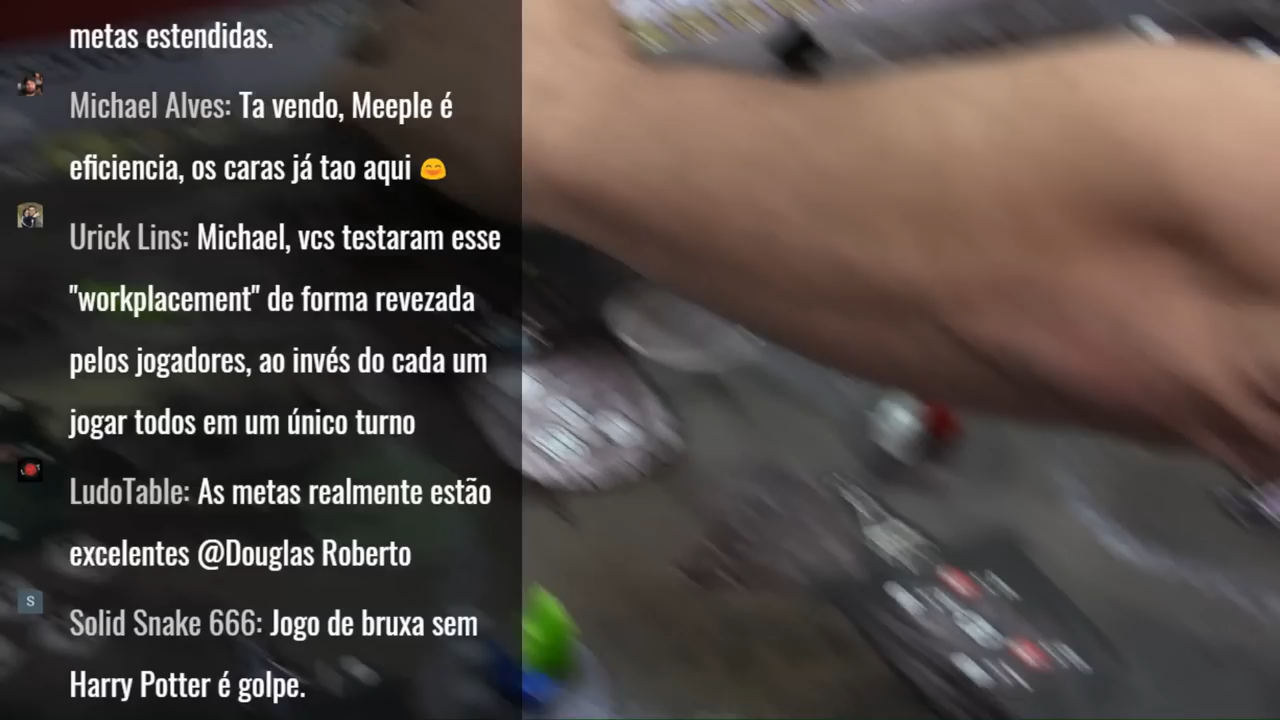 metas estendidas.
Michael Alves: Ta vendo, Meeple é
eficiencia, os caras já tao aqui 😊
Urick Lins: Michael, vcs testaram esse
"workplacement" de forma revezada
pelos jogadores, ao invés do cada um
jogar todos em um único turno
LudoTable: As metas realmente estão
excelentes @Douglas Roberto
S
Solid Snake 666: Jogo de bruxa sem
Harry Potter é golpe.